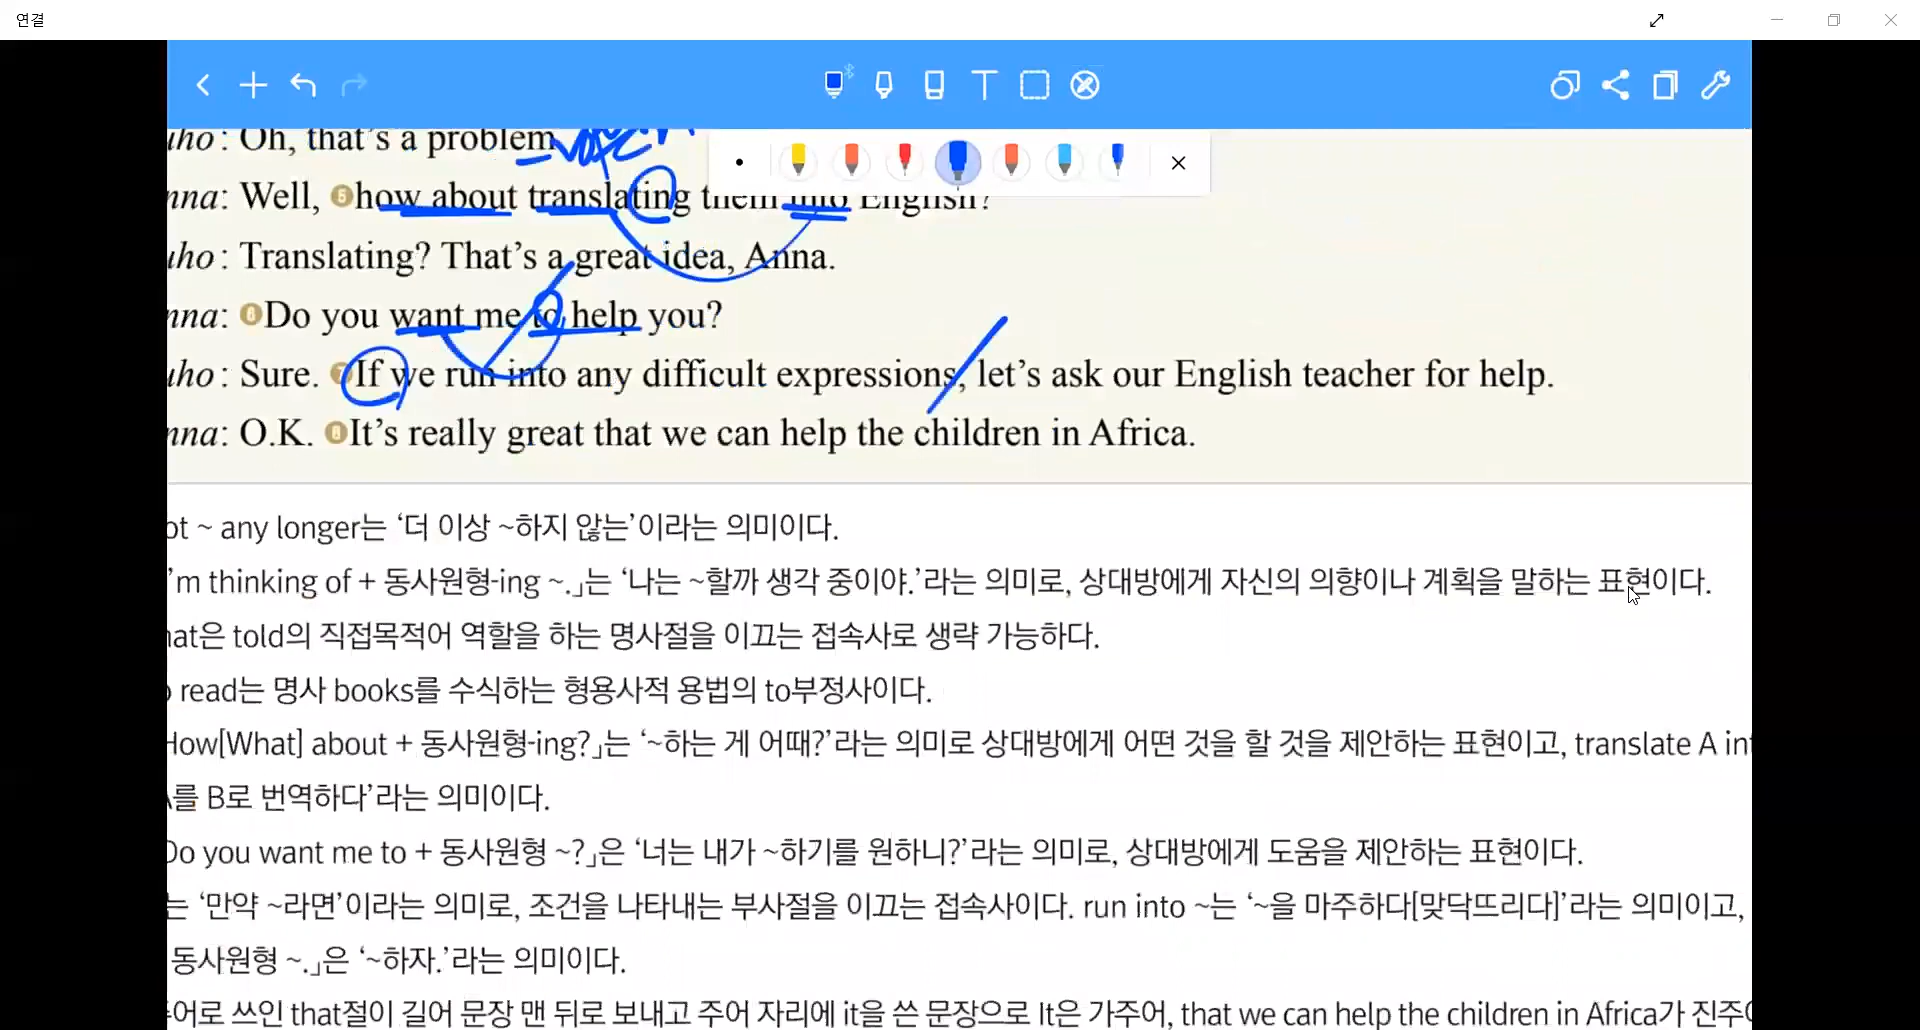 연결
uho: Oh, that's a problem
nna: Well, 5how about translating them into English?
uho: Translating? That's a great idea, Anna.
nna: 6Do you want me to help you?
uho: Sure. 7If we run into any difficult expressions, let's ask our English teacher for help.
nna: O.K. 8It's really great that we can help the children in Africa.
ot ~ any longer는 ‘더 이상 ~하지 않는’이라는 의미이다.
'm thinking of + 동사원형-ing ~.」는 ‘나는 ~할까 생각 중이야.’라는 의미로, 상대방에게 자신의 의향이나 계획을 말하는 표현이다.
hat은 told의 직접목적어 역할을 하는 명사절을 이끄는 접속사로 생략 가능하다.
o read는 명사 books를 수식하는 형용사적 용법의 to부정사이다.
How[What] about + 동사원형-ing?」는 ‘~하는 게 어때?’라는 의미로 상대방에게 어떤 것을 할 것을 제안하는 표현이고, translate A int
A를 B로 번역하다’라는 의미이다.
Do you want me to + 동사원형 ~?」은 ‘너는 내가 ~하기를 원하니?’라는 의미로, 상대방에게 도움을 제안하는 표현이다.
는 ‘만약 ~라면’이라는 의미로, 조건을 나타내는 부사절을 이끄는 접속사이다. run into ~는 ‘~을 마주하다[맞닥뜨리다]’라는 의미이고,
동사원형 ~.」은 ‘~하자.’라는 의미이다.
주어로 쓰인 that절이 길어 문장 맨 뒤로 보내고 주어 자리에 it을 쓴 문장으로 It은 가주어, that we can help the children in Africa가 진주